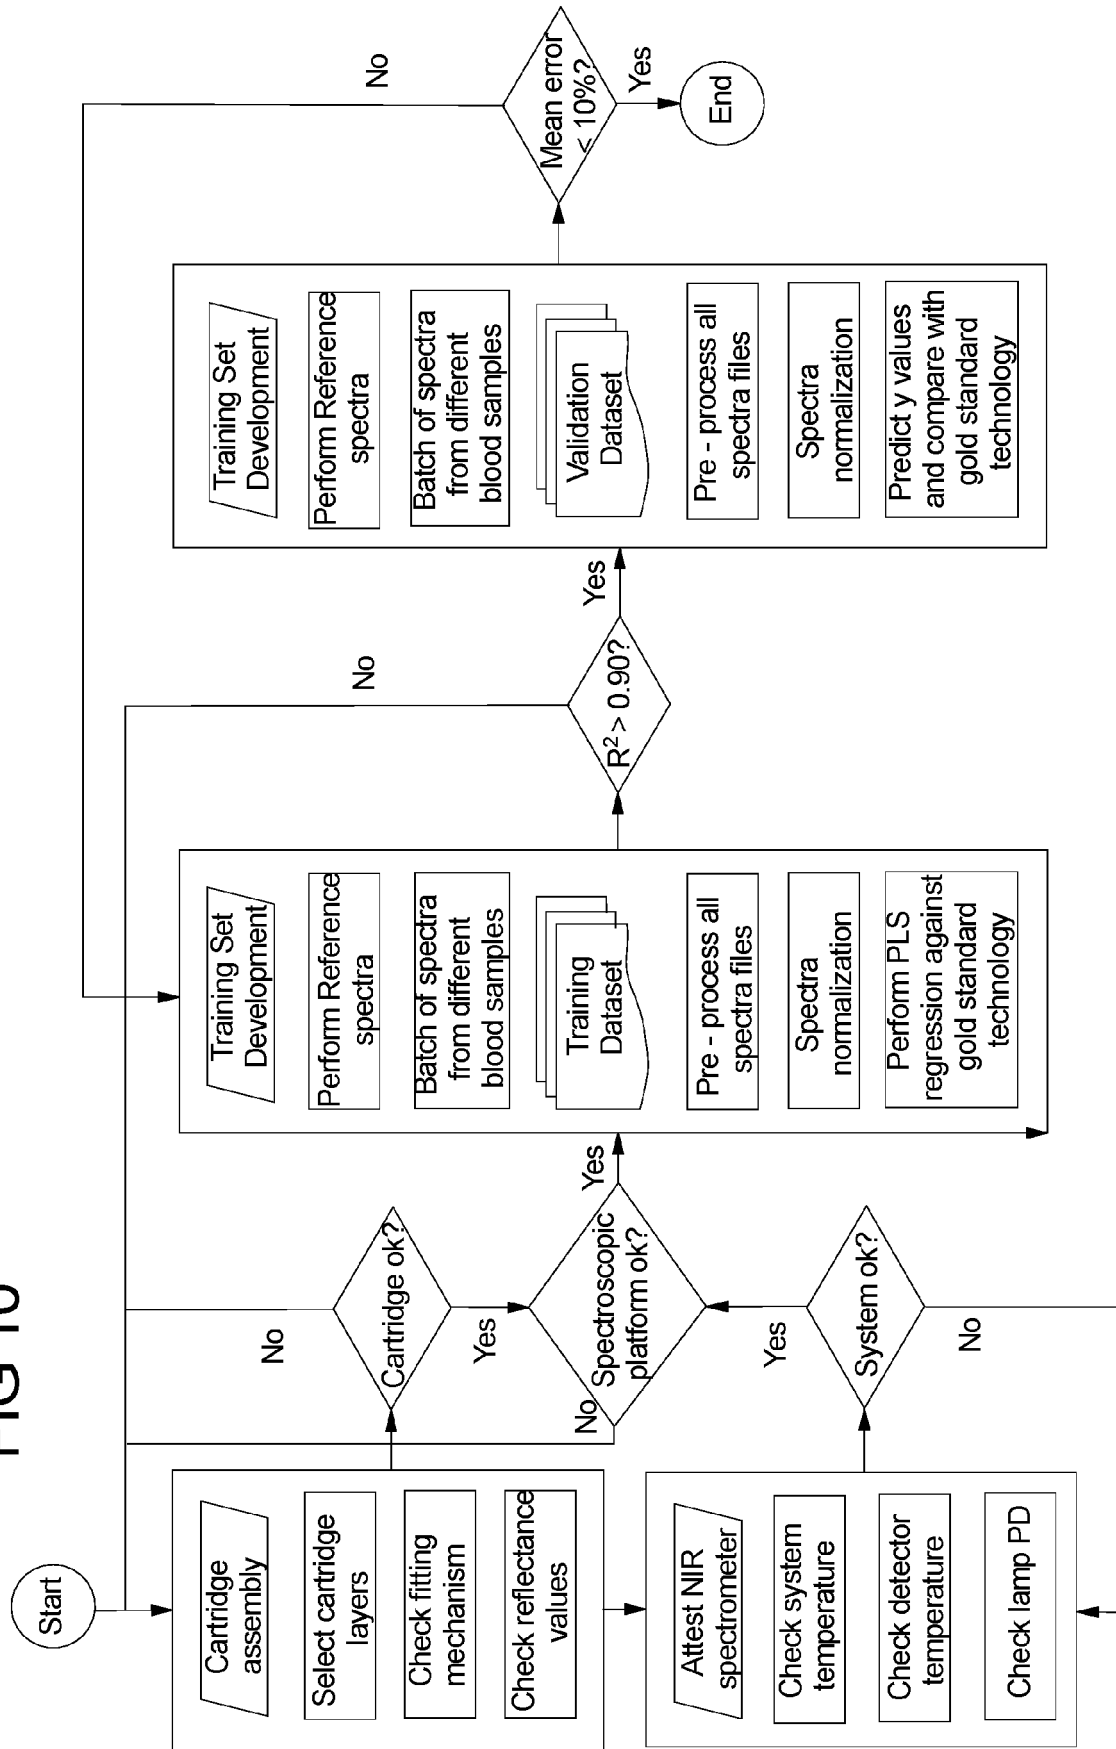 FIG 10
Start
Cartridge
assembly
Select cartridge
layers
Check fitting
mechanism
Check reflectance
values
Attest NIR
spectrometer
Check system
temperature
Check detector
temperature
Check lamp PD
Cartridge ok?
No
Yes
Spectroscopic
platform ok?
No
Yes
System ok?
Yes
No
Training Set
Development
Perform Reference
spectra
Batch of spectra
from different
blood samples
Training
Dataset
Pre - process all
spectra files
Spectra
normalization
Perform PLS
regression against
gold standard
technology
R² > 0.90?
No
Yes
Training Set
Development
Perform Reference
spectra
Batch of spectra
from different
blood samples
Validation
Dataset
Pre - process all
spectra files
Spectra
normalization
Predict y values
and compare with
gold standard
technology
Mean error
< 10%?
No
Yes
End